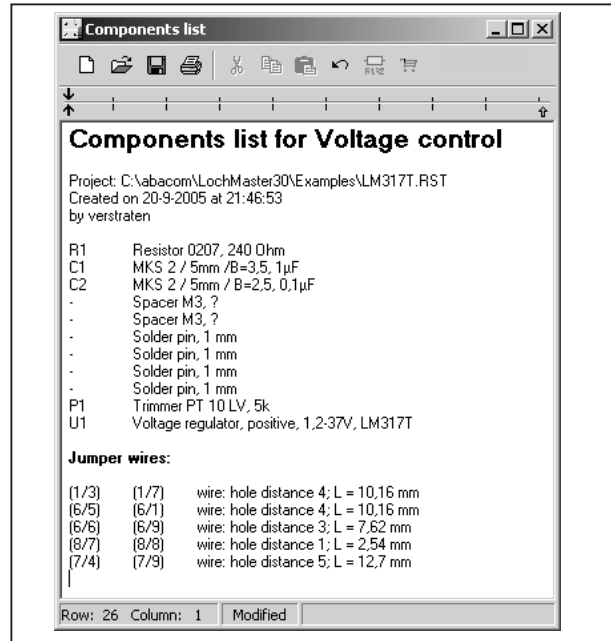 Components list
R192
Components list for Voltage control
Project: C:\abacom\LochMaster30\Examples\LM317T.RST
Created on 20-9-2005 at 21:46:53
by verstraten
R1 Resistor 0207, 240 Ohm
C1 MKS 2 / 5mm /B=3,5, 1µF
C2 MKS 2 / 5mm / B=2,5, 0,1µF
- Spacer M3, ?
- Spacer M3, ?
- Solder pin, 1 mm
- Solder pin, 1 mm
- Solder pin, 1 mm
- Solder pin, 1 mm
P1 Trimmer PT 10 LV, 5k
U1 Voltage regulator, positive, 1,2-37V, LM317T
Jumper wires:
(1/3) (1/7) wire: hole distance 4; L = 10,16 mm
(6/5) (6/1) wire: hole distance 4; L = 10,16 mm
(6/6) (6/9) wire: hole distance 3; L = 7,62 mm
(8/7) (8/8) wire: hole distance 1; L = 2,54 mm
(7/4) (7/9) wire: hole distance 5; L = 12,7 mm
Row: 26 Column: 1 Modified